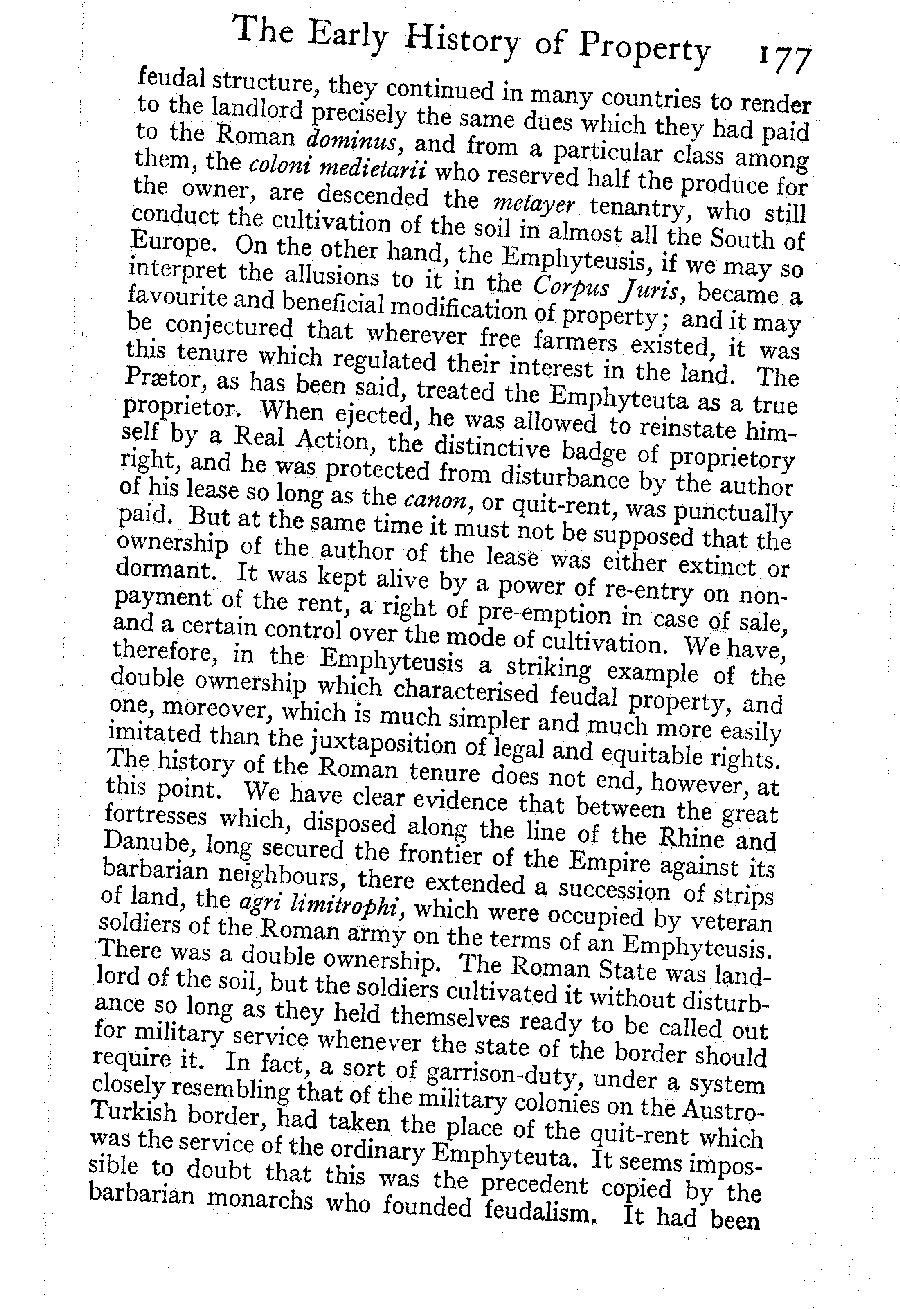 The Early History of Property 177
feudal structure, they continued in many countries to render
to the landlord precisely the same dues which they had paid
to the Roman dominus, and from a particular class among
them, the coloni medietarii who reserved half the produce for
the owner, are descended the metayer tenantry, who still
conduct the cultivation of the soil in almost all the South of
Europe. On the other hand, the Emphyteusis, if we may so
interpret the allusions to it in the Corpus Juris, became a
favourite and beneficial modification of property; and it may
be conjectured that wherever free farmers existed, it was
this tenure which regulated their interest in the land. The
Prætor, as has been said, treated the Emphyteuta as a true
proprietor. When ejected, he was allowed to reinstate him-
self by a Real Action, the distinctive badge of proprietory
right, and he was protected from disturbance by the author
of his lease so long as the canon, or quit-rent, was punctually
paid. But at the same time it must not be supposed that the
ownership of the author of the lease was either extinct or
dormant. It was kept alive by a power of re-entry on non-
payment of the rent, a right of pre-emption in case of sale,
and a certain control over the mode of cultivation. We have,
therefore, in the Emphyteusis a striking example of the
double ownership which characterised feudal property, and
one, moreover, which is much simpler and much more easily
imitated than the juxtaposition of legal and equitable rights.
The history of the Roman tenure does not end, however, at
this point. We have clear evidence that between the great
fortresses which, disposed along the line of the Rhine and
Danube, long secured the frontier of the Empire against its
barbarian neighbours, there extended a succession of strips
of land, the agri limitrophi, which were occupied by veteran
soldiers of the Roman army on the terms of an Emphyteusis.
There was a double ownership. The Roman State was land-
lord of the soil, but the soldiers cultivated it without disturb-
ance so long as they held themselves ready to be called out
for military service whenever the state of the border should
require it. In fact, a sort of garrison-duty, under a system
closely resembling that of the military colonies on the Austro-
Turkish border, had taken the place of the quit-rent which
was the service of the ordinary Emphyteuta. It seems impos-
sible to doubt that this was the precedent copied by the
barbarian monarchs who founded feudalism. It had been